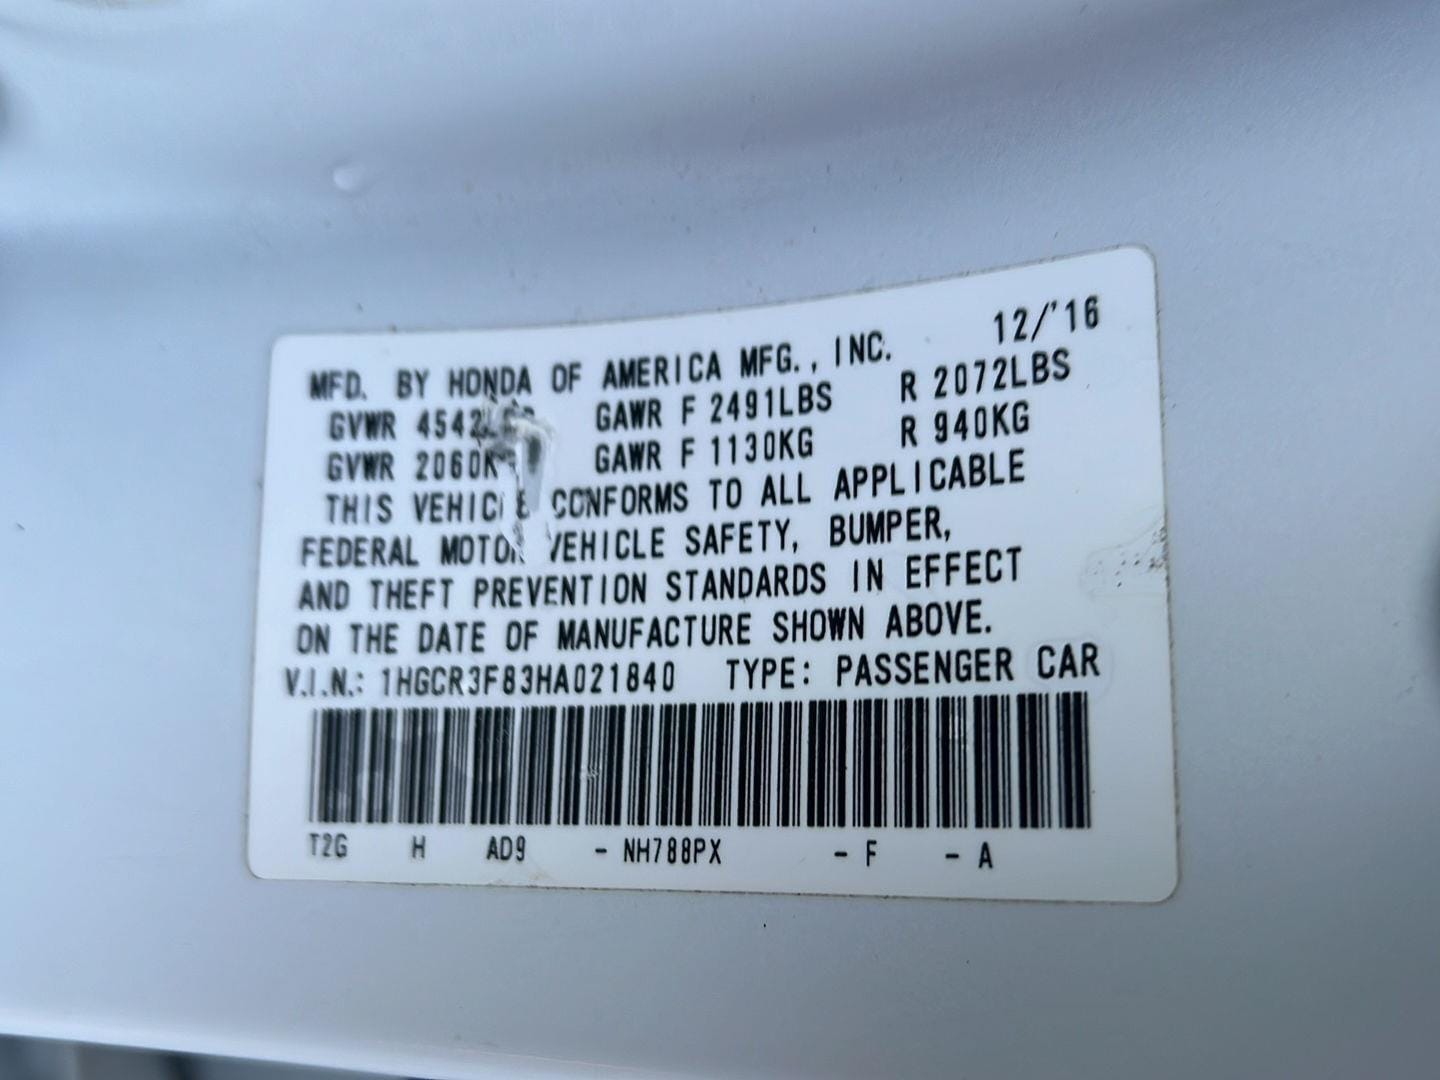 MFD. BY HONDA OF AMERICA MFG., INC. 12/'16
GVWR 4542LBS GAWR F 2491LBS R 2072LBS
GVWR 2060KG GAWR F 1130KG R 940KG
THIS VEHICLE CONFORMS TO ALL APPLICABLE
FEDERAL MOTOR VEHICLE SAFETY, BUMPER,
AND THEFT PREVENTION STANDARDS IN EFFECT
ON THE DATE OF MANUFACTURE SHOWN ABOVE.
V.I.N.: 1HGCR3F83HA021840 TYPE: PASSENGER CAR
T2G H AD9 - NH788PX - F - A